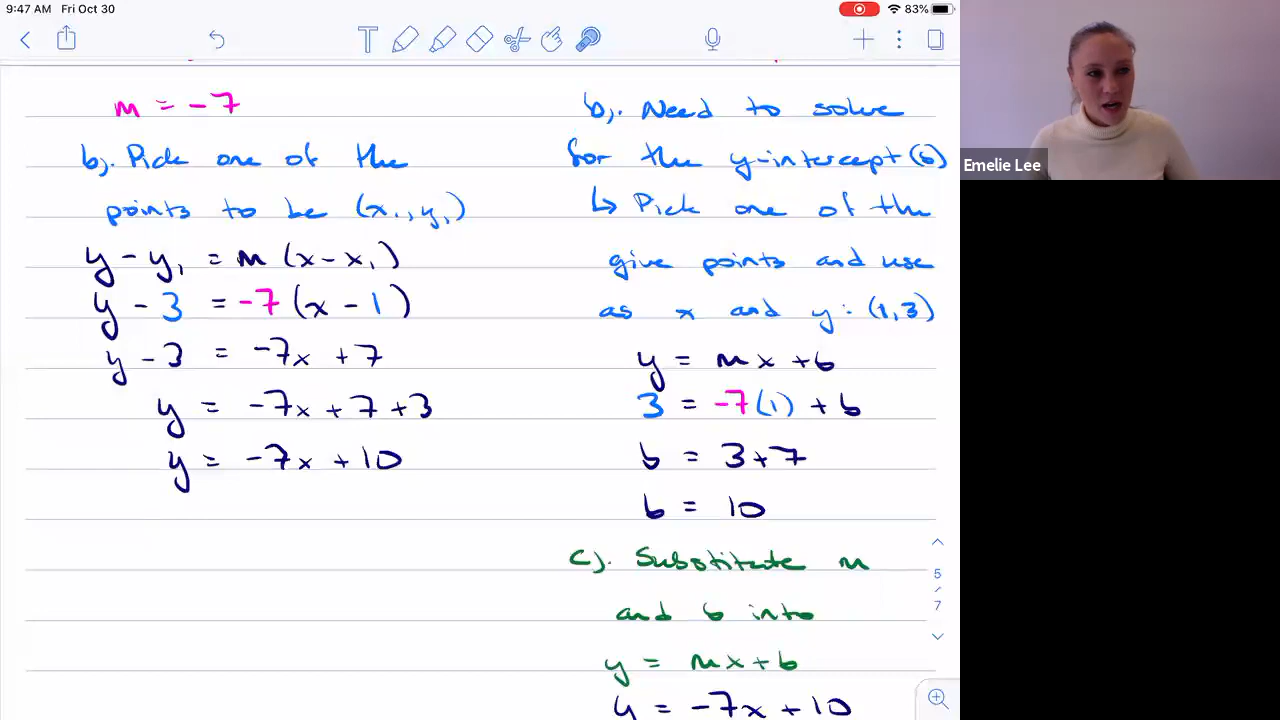 9:47 AM Fri Oct 30
83%
m = -7
b). Pick one of the
points to be (x₁, y₁)
y - y₁ = m (x - x₁)
y - 3 = -7 (x - 1)
y - 3 = -7x + 7
y = -7x + 7 + 3
y = -7x + 10
b). Need to solve
for the y-intercept (b)
↳ Pick one of the
give points and use
as x and y: (1,3)
y = mx + b
3 = -7(1) + b
b = 3+7
b = 10
c). Substitute m
and b into
y = mx + b
y = -7x + 10
5
/
7
Emelie Lee